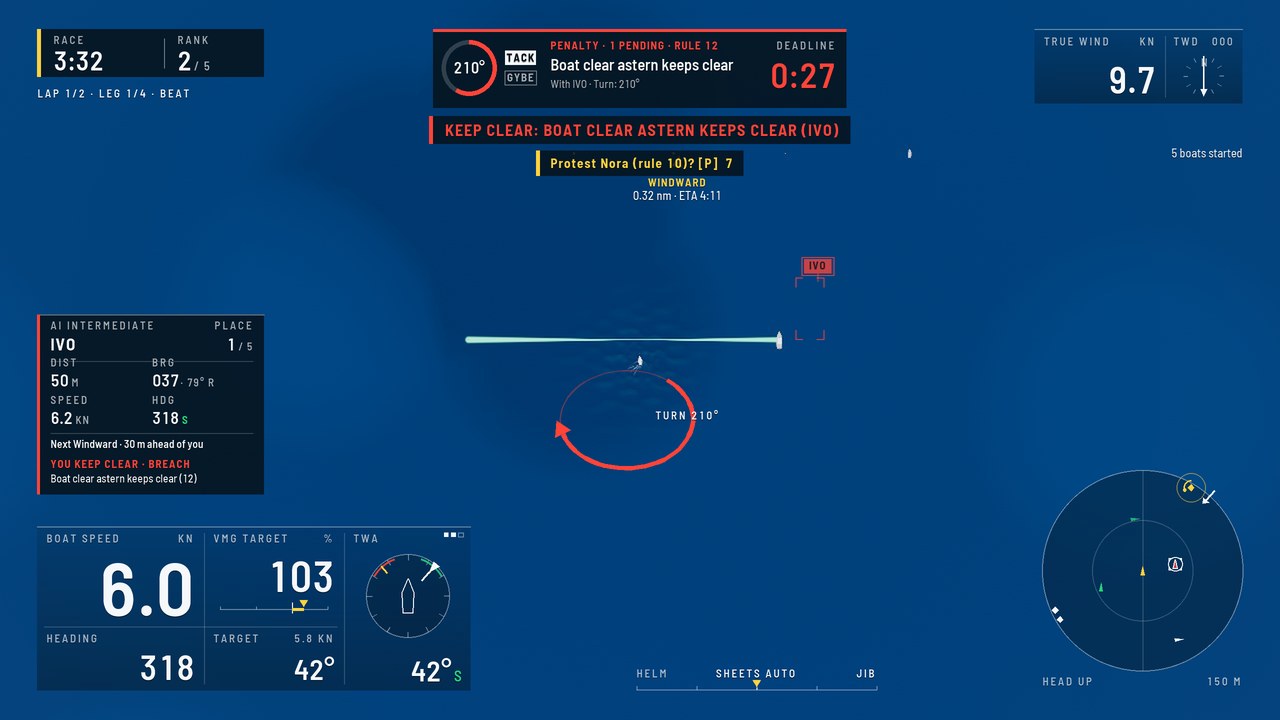 RACE
3:32
RANK
2 / 5
LAP 1/2 · LEG 1/4 · BEAT
210°
TACK
GYBE
PENALTY · 1 PENDING · RULE 12
Boat clear astern keeps clear
With IVO · Turn: 210°
DEADLINE
0:27
KEEP CLEAR: BOAT CLEAR ASTERN KEEPS CLEAR (IVO)
Protest Nora (rule 10)? [P] 7
WINDWARD
0.32 nm · ETA 4:11
TRUE WIND KN
9.7
TWD 000
N
5 boats started
IVO
TURN 210°
AI INTERMEDIATE PLACE
IVO 1 / 5
DIST BRG
50 M 037 · 79° R
SPEED HDG
6.2 KN 318 S
Next Windward · 30 m ahead of you
YOU KEEP CLEAR · BREACH
Boat clear astern keeps clear (12)
BOAT SPEED KN
6.0
VMG TARGET %
103
TWA
42° S
HEADING
318
TARGET 5.8 KN
42°
HELM SHEETS AUTO JIB
HEAD UP 150 M